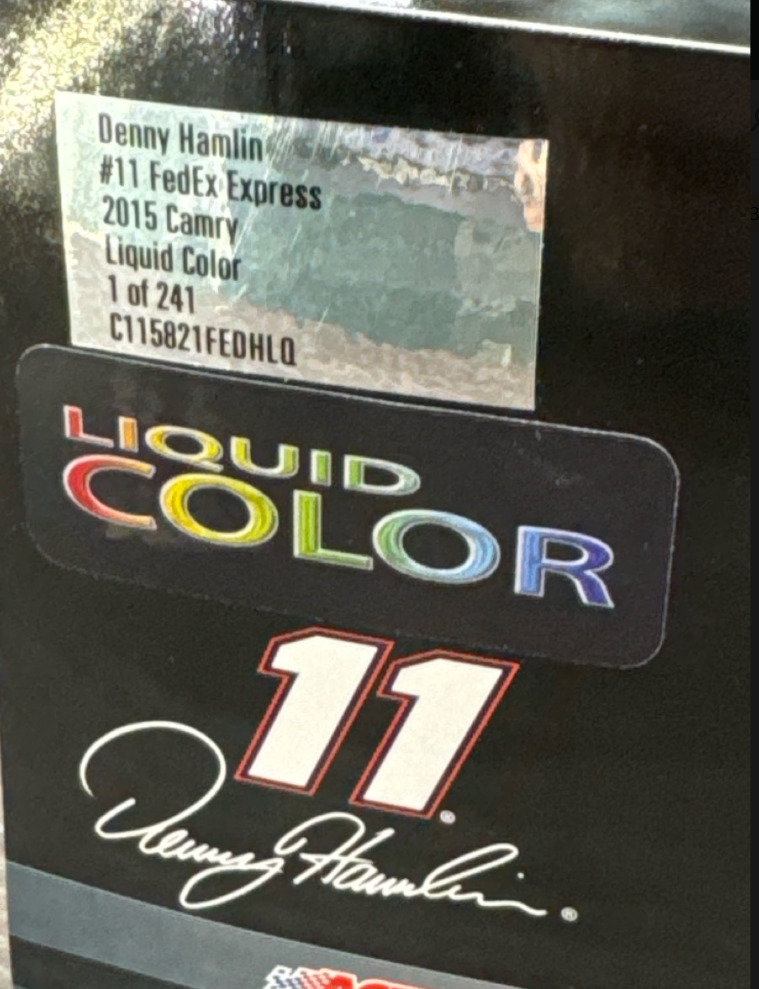 Denny Hamlin
#11 FedEx Express
2015 Camry
Liquid Color
1 of 241
C115821FEDHLQ
LIQUID
COLOR
11®
Denny Hamlin®